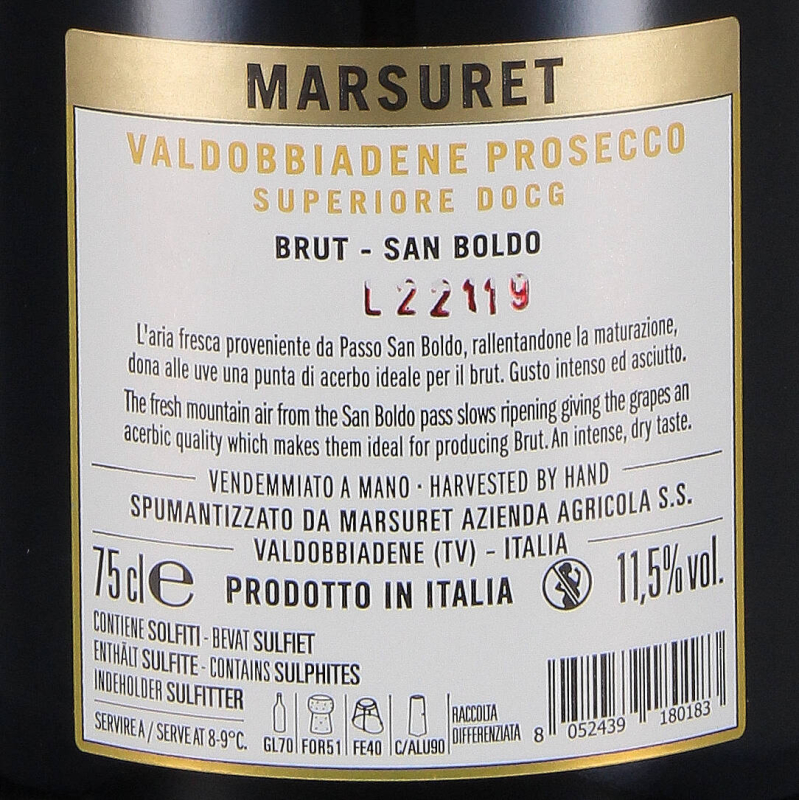 MARSURET
VALDOBBIADENE PROSECCO
SUPERIORE DOCG
BRUT - SAN BOLDO
L22119
L'aria fresca proveniente da Passo San Boldo, rallentandone la maturazione,
dona alle uve una punta di acerbo ideale per il brut. Gusto intenso ed asciutto.
The fresh mountain air from the San Boldo pass slows ripening giving the grapes an
acerbic quality which makes them ideal for producing Brut. An intense, dry taste.
VENDEMMIATO A MANO · HARVESTED BY HAND
SPUMANTIZZATO DA MARSURET AZIENDA AGRICOLA S.S.
VALDOBBIADENE (TV) - ITALIA
75 cl e PRODOTTO IN ITALIA 11,5% vol.
CONTIENE SOLFITI - BEVAT SULFIET
ENTHÄLT SULFITE - CONTAINS SULPHITES
INDEHOLDER SULFITTER
SERVIRE A / SERVE AT 8-9°C.
GL70 FOR51 FE40 C/ALU90
RACCOLTA
DIFFERENZIATA
8 052439 180183